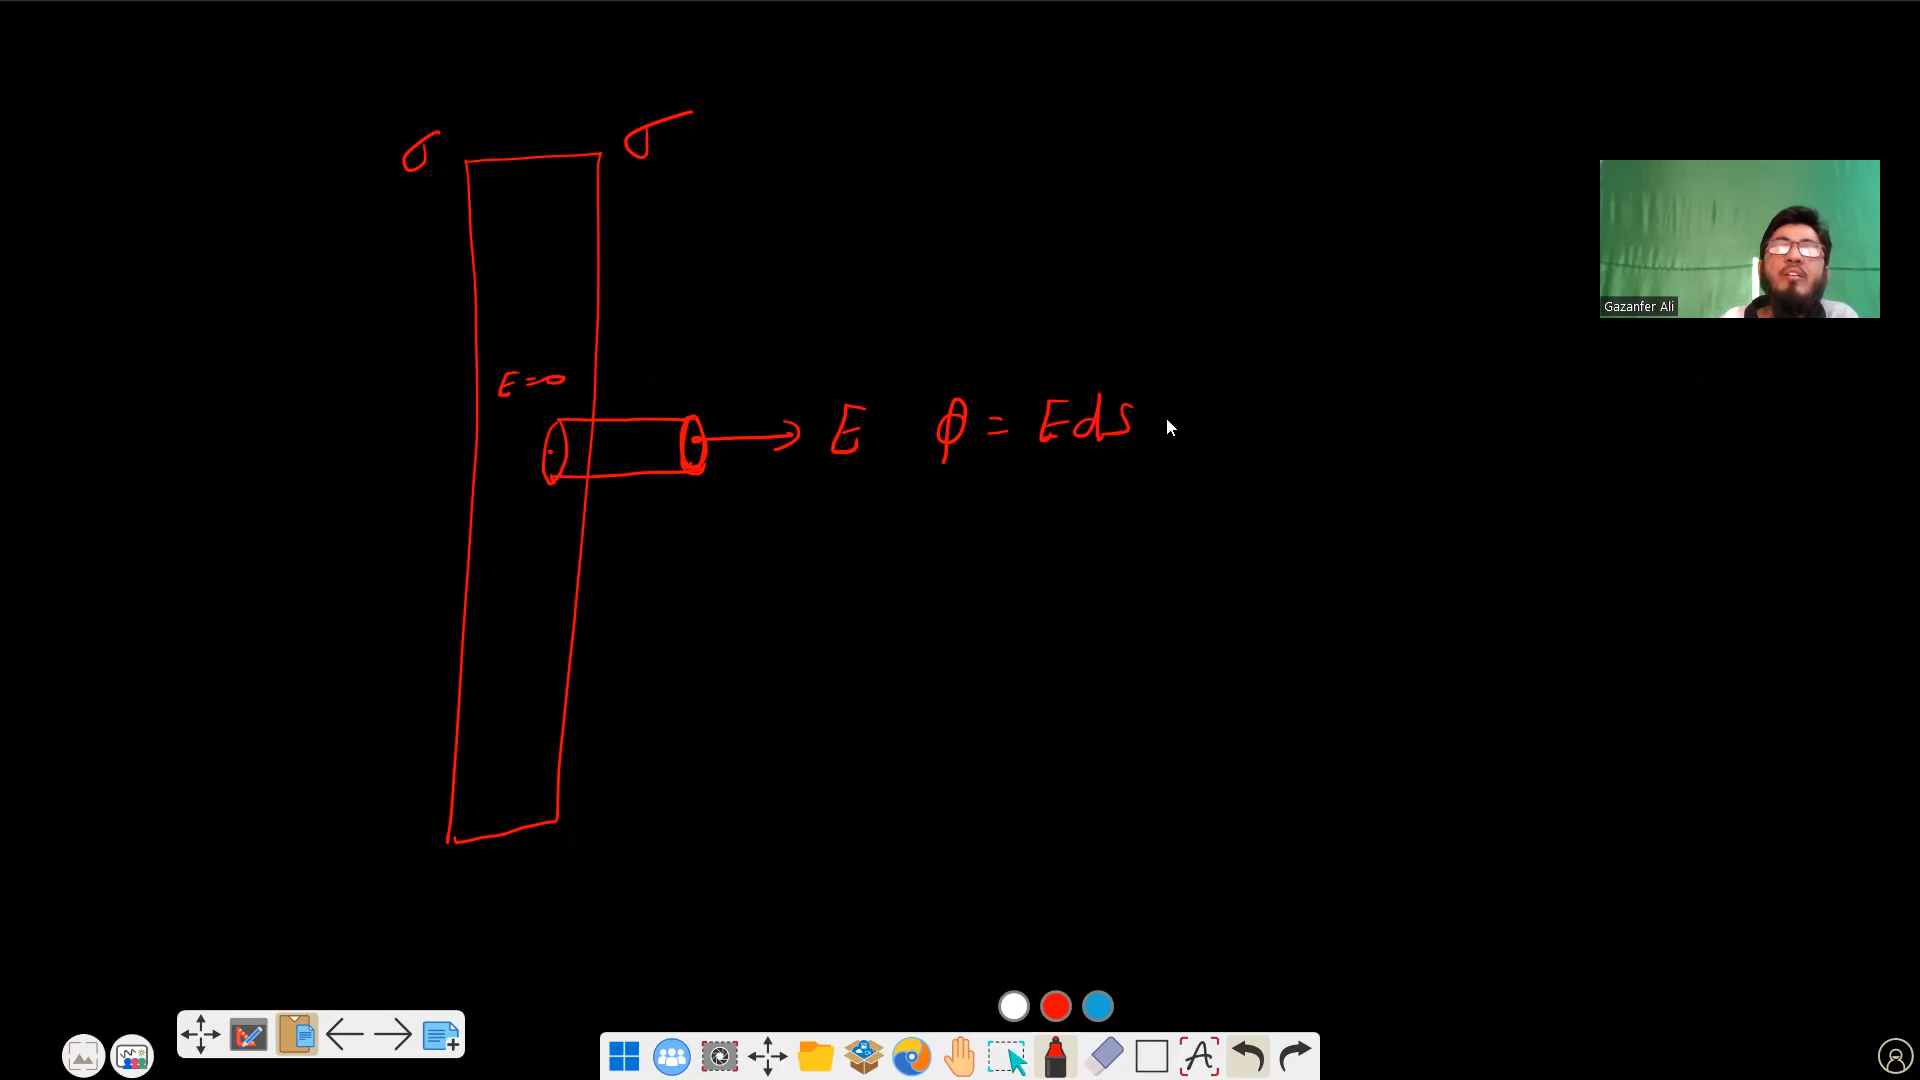 σ σ
Gazanfer Ali
E=0
E ϕ = Eds